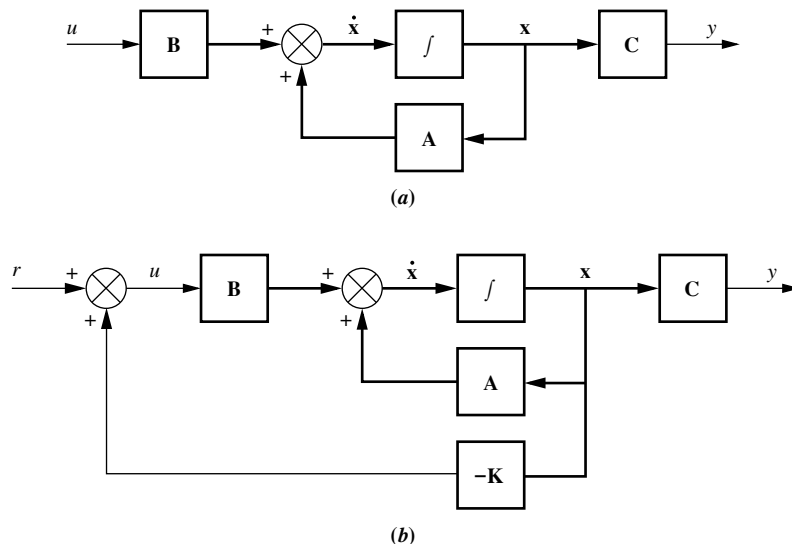 u B + ẋ ∫ x C y
+
A
(a)
r + u B + ẋ ∫ x C y
+ +
A
−K
(b)